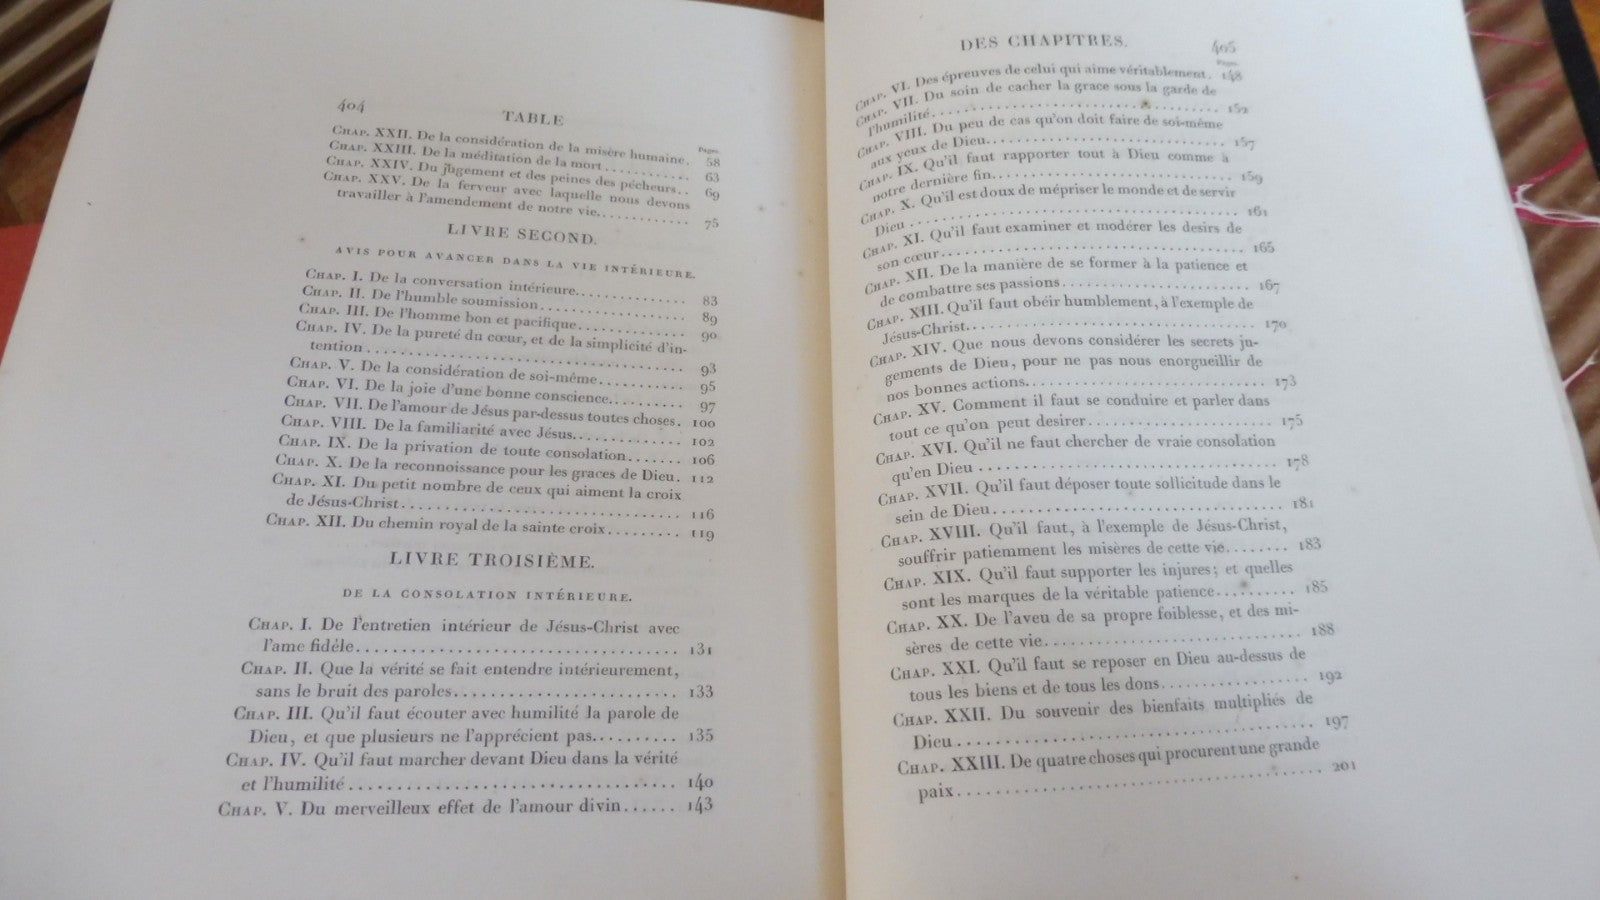 404
TABLE
Pages.
CHAP. XXII. De la considération de la misère humaine. 58
CHAP. XXIII. De la méditation de la mort............ 63
CHAP. XXIV. Du jugement et des peines des pécheurs.. 69
CHAP. XXV. De la ferveur avec laquelle nous devons
travailler à l'amendement de notre vie............. 75
LIVRE SECOND.
AVIS POUR AVANCER DANS LA VIE INTÉRIEURE.
CHAP. I. De la conversation intérieure.............. 83
CHAP. II. De l'humble soumission................... 89
CHAP. III. De l'homme bon et pacifique.............. 90
CHAP. IV. De la pureté du cœur, et de la simplicité d'in-
tention........................................ 93
CHAP. V. De la considération de soi-même........... 95
CHAP. VI. De la joie d'une bonne conscience.......... 97
CHAP. VII. De l'amour de Jésus par-dessus toutes choses. 100
CHAP. VIII. De la familiarité avec Jésus............. 102
CHAP. IX. De la privation de toute consolation....... 106
CHAP. X. De la reconnoissance pour les graces de Dieu. 112
CHAP. XI. Du petit nombre de ceux qui aiment la croix
de Jésus-Christ................................ 116
CHAP. XII. Du chemin royal de la sainte croix........ 119
LIVRE TROISIÈME.
DE LA CONSOLATION INTÉRIEURE.
CHAP. I. De l'entretien intérieur de Jésus-Christ avec
l'ame fidèle................................... 131
CHAP. II. Que la vérité se fait entendre intérieurement,
sans le bruit des paroles........................ 133
CHAP. III. Qu'il faut écouter avec humilité la parole de
Dieu, et que plusieurs ne l'apprécient pas.......... 135
CHAP. IV. Qu'il faut marcher devant Dieu dans la vérité
et l'humilité................................... 140
CHAP. V. Du merveilleux effet de l'amour divin...... 143
DES CHAPITRES. 405
Pages.
CHAP. VI. Des épreuves de celui qui aime véritablement. 148
CHAP. VII. Du soin de cacher la grace sous la garde de
l'humilité.................................... 152
CHAP. VIII. Du peu de cas qu'on doit faire de soi-même
aux yeux de Dieu.............................. 157
CHAP. IX. Qu'il faut rapporter tout à Dieu comme à
notre dernière fin.............................. 159
CHAP. X. Qu'il est doux de mépriser le monde et de servir
Dieu........................................ 161
CHAP. XI. Qu'il faut examiner et modérer les desirs de
son cœur..................................... 165
CHAP. XII. De la manière de se former à la patience et
de combattre ses passions....................... 167
CHAP. XIII. Qu'il faut obéir humblement, à l'exemple de
Jésus-Christ.................................. 170
CHAP. XIV. Que nous devons considérer les secrets ju-
gements de Dieu, pour ne pas nous enorgueillir de
nos bonnes actions............................. 173
CHAP. XV. Comment il faut se conduire et parler dans
tout ce qu'on peut desirer....................... 175
CHAP. XVI. Qu'il ne faut chercher de vraie consolation
qu'en Dieu................................... 178
CHAP. XVII. Qu'il faut déposer toute sollicitude dans le
sein de Dieu.................................. 181
CHAP. XVIII. Qu'il faut, à l'exemple de Jésus-Christ,
souffrir patiemment les misères de cette vie........ 183
CHAP. XIX. Qu'il faut supporter les injures; et quelles
sont les marques de la véritable patience.......... 185
CHAP. XX. De l'aveu de sa propre foiblesse, et des mi-
sères de cette vie.............................. 188
CHAP. XXI. Qu'il faut se reposer en Dieu au-dessus de
tous les biens et de tous les dons................. 192
CHAP. XXII. Du souvenir des bienfaits multipliés de
Dieu........................................ 197
CHAP. XXIII. De quatre choses qui procurent une grande
paix......................................... 201